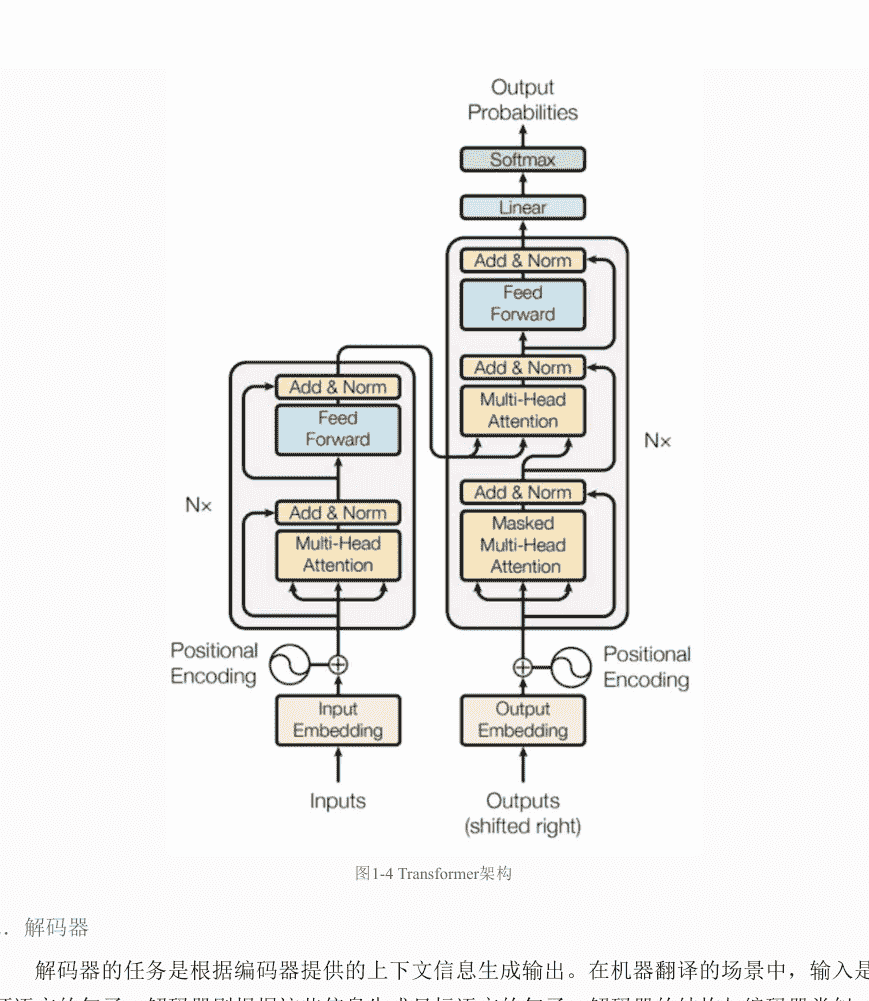 Output
Probabilities
Softmax
Linear
Add & Norm
Feed
Forward
Add & Norm
Multi-Head
Attention
Add & Norm
Masked
Multi-Head
Attention
Nx
Add & Norm
Feed
Forward
Add & Norm
Multi-Head
Attention
Nx
Positional
Encoding
Positional
Encoding
Input
Embedding
Output
Embedding
Inputs
Outputs
(shifted right)
图1-4 Transformer架构
. 解码器
解码器的任务是根据编码器提供的上下文信息生成输出。在机器翻译的场景中，输入是